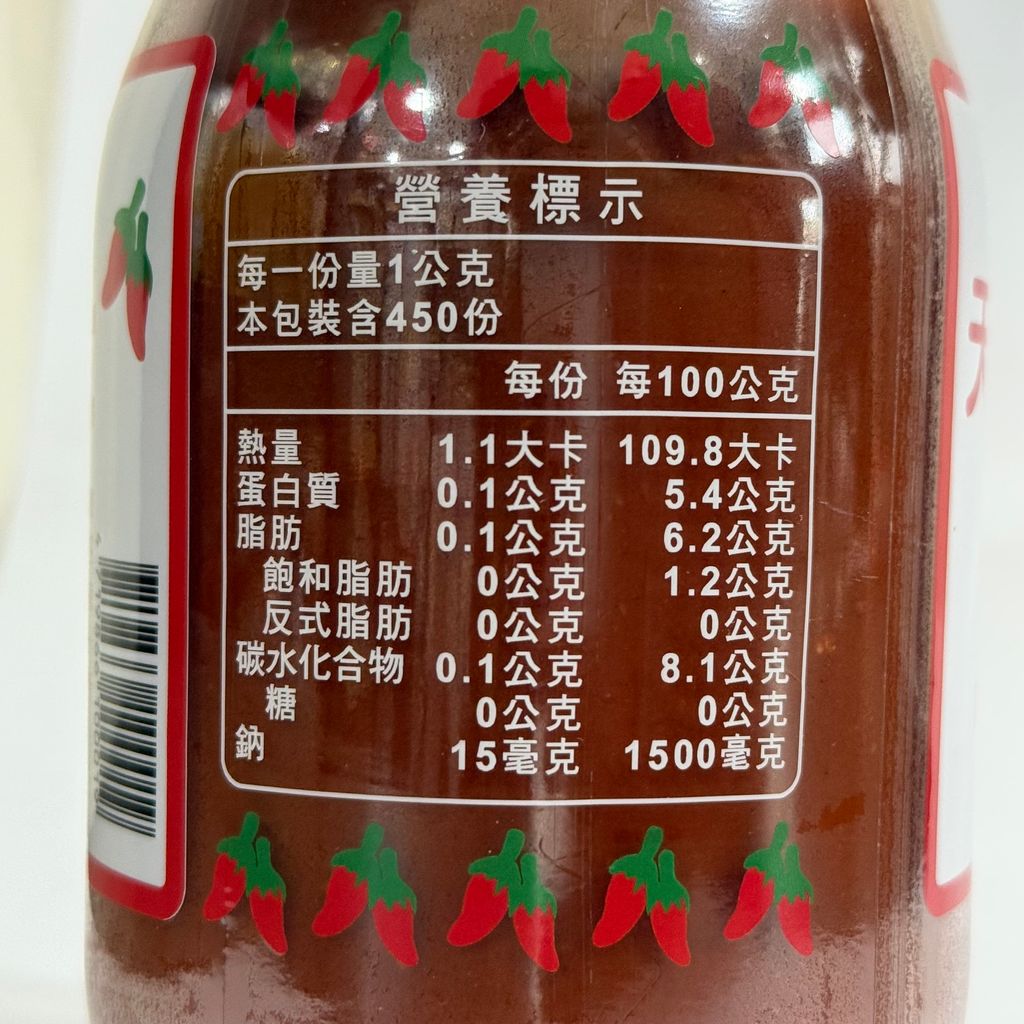 營養標示
每一份量1公克
本包裝含450份
每份 每100公克
熱量 1.1大卡 109.8大卡
蛋白質 0.1公克 5.4公克
脂肪 0.1公克 6.2公克
飽和脂肪 0公克 1.2公克
反式脂肪 0公克 0公克
碳水化合物 0.1公克 8.1公克
糖 0公克 0公克
鈉 15毫克 1500毫克